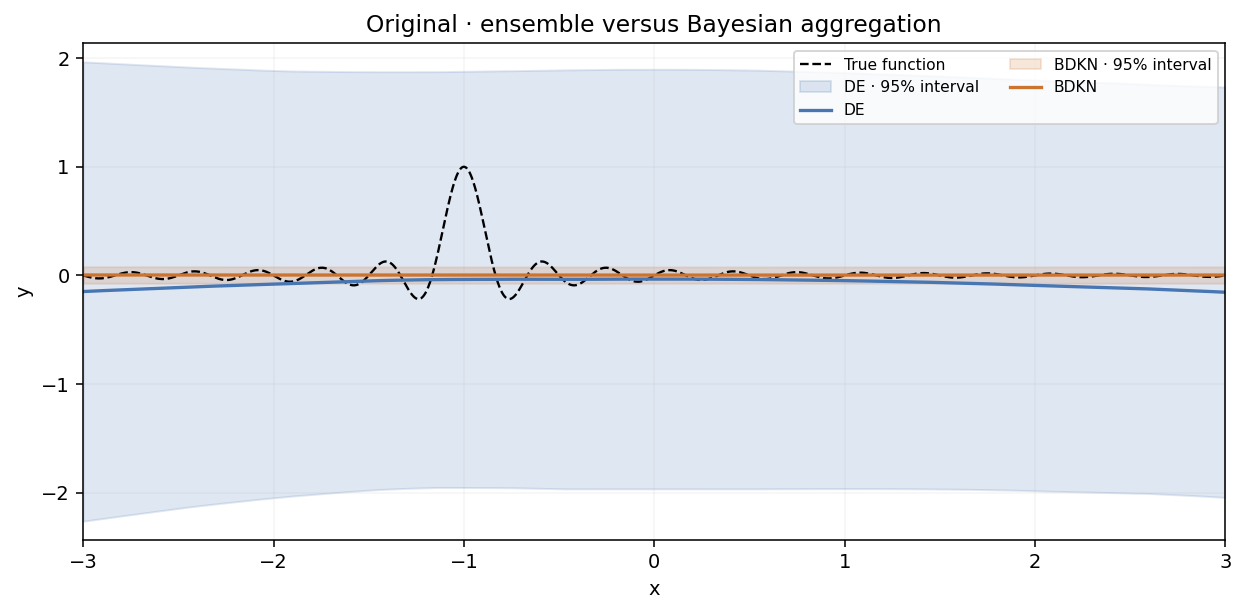 Original · ensemble versus Bayesian aggregation
True function
DE · 95% interval
DE
BDKN · 95% interval
BDKN
y
2
1
0
−1
−2
−3
−2
−1
0
1
2
3
x